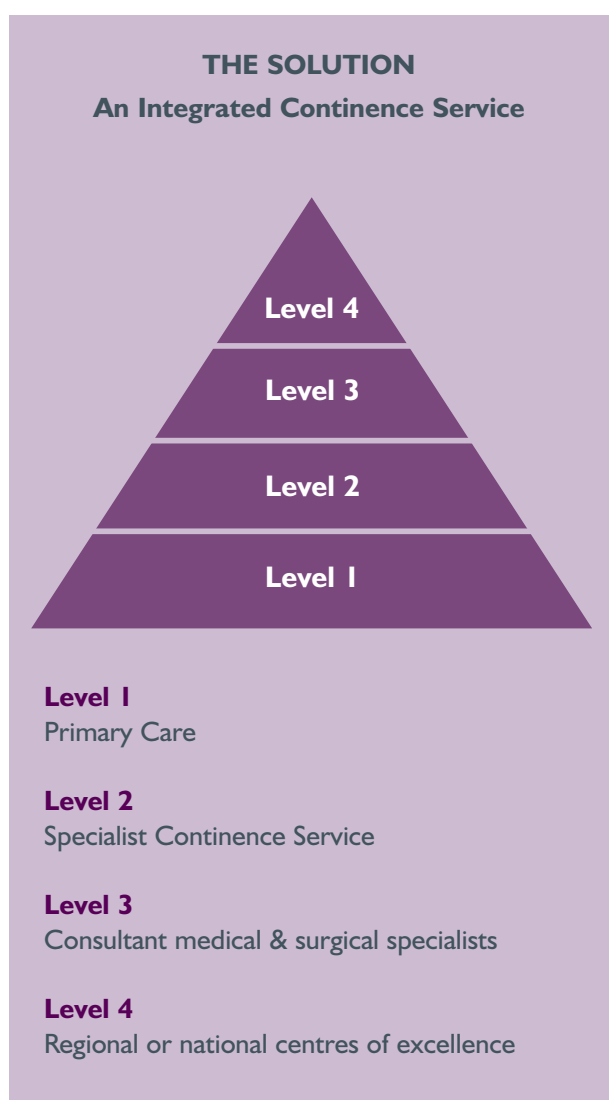 THE SOLUTION
An Integrated Continence Service
Level 4
Level 3
Level 2
Level 1
Level 1
Primary Care
Level 2
Specialist Continence Service
Level 3
Consultant medical & surgical specialists
Level 4
Regional or national centres of excellence